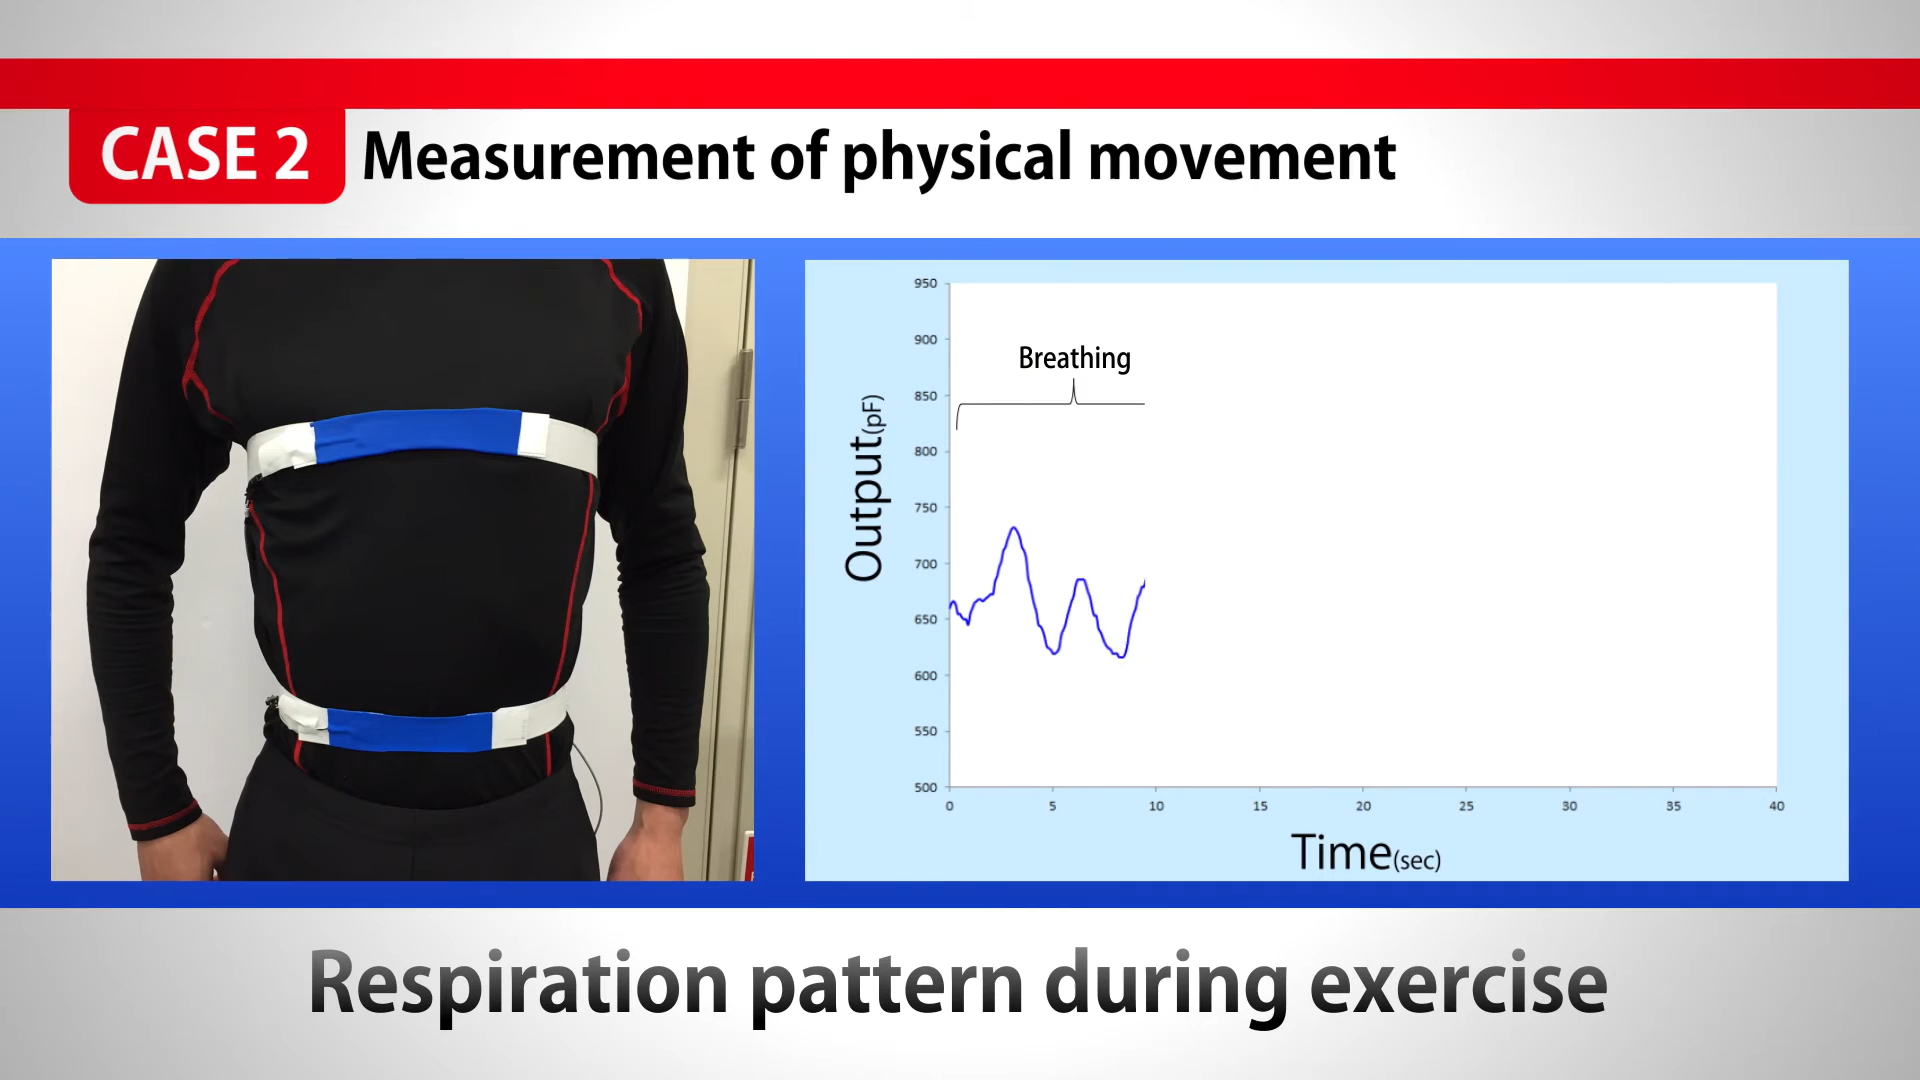 CASE 2
Measurement of physical movement
950
900
850
800
750
700
650
600
550
500
Output(pF)
Breathing
0 5 10 15 20 25 30 35 40
Time(sec)
Respiration pattern during exercise